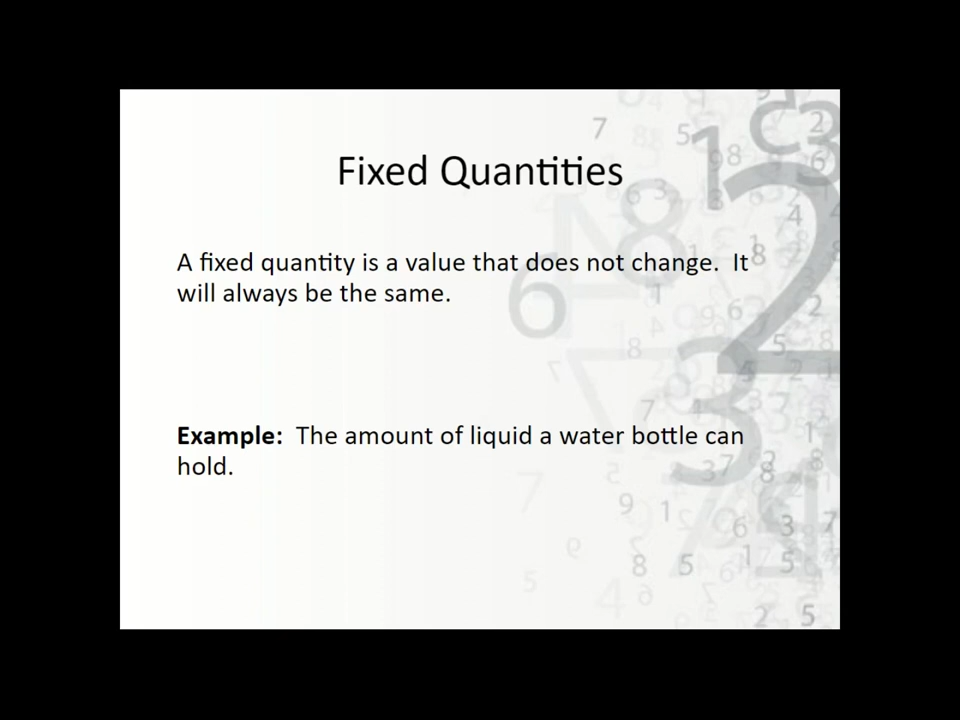 Fixed Quantities
A fixed quantity is a value that does not change.  It
will always be the same.
Example:  The amount of liquid a water bottle can
hold.